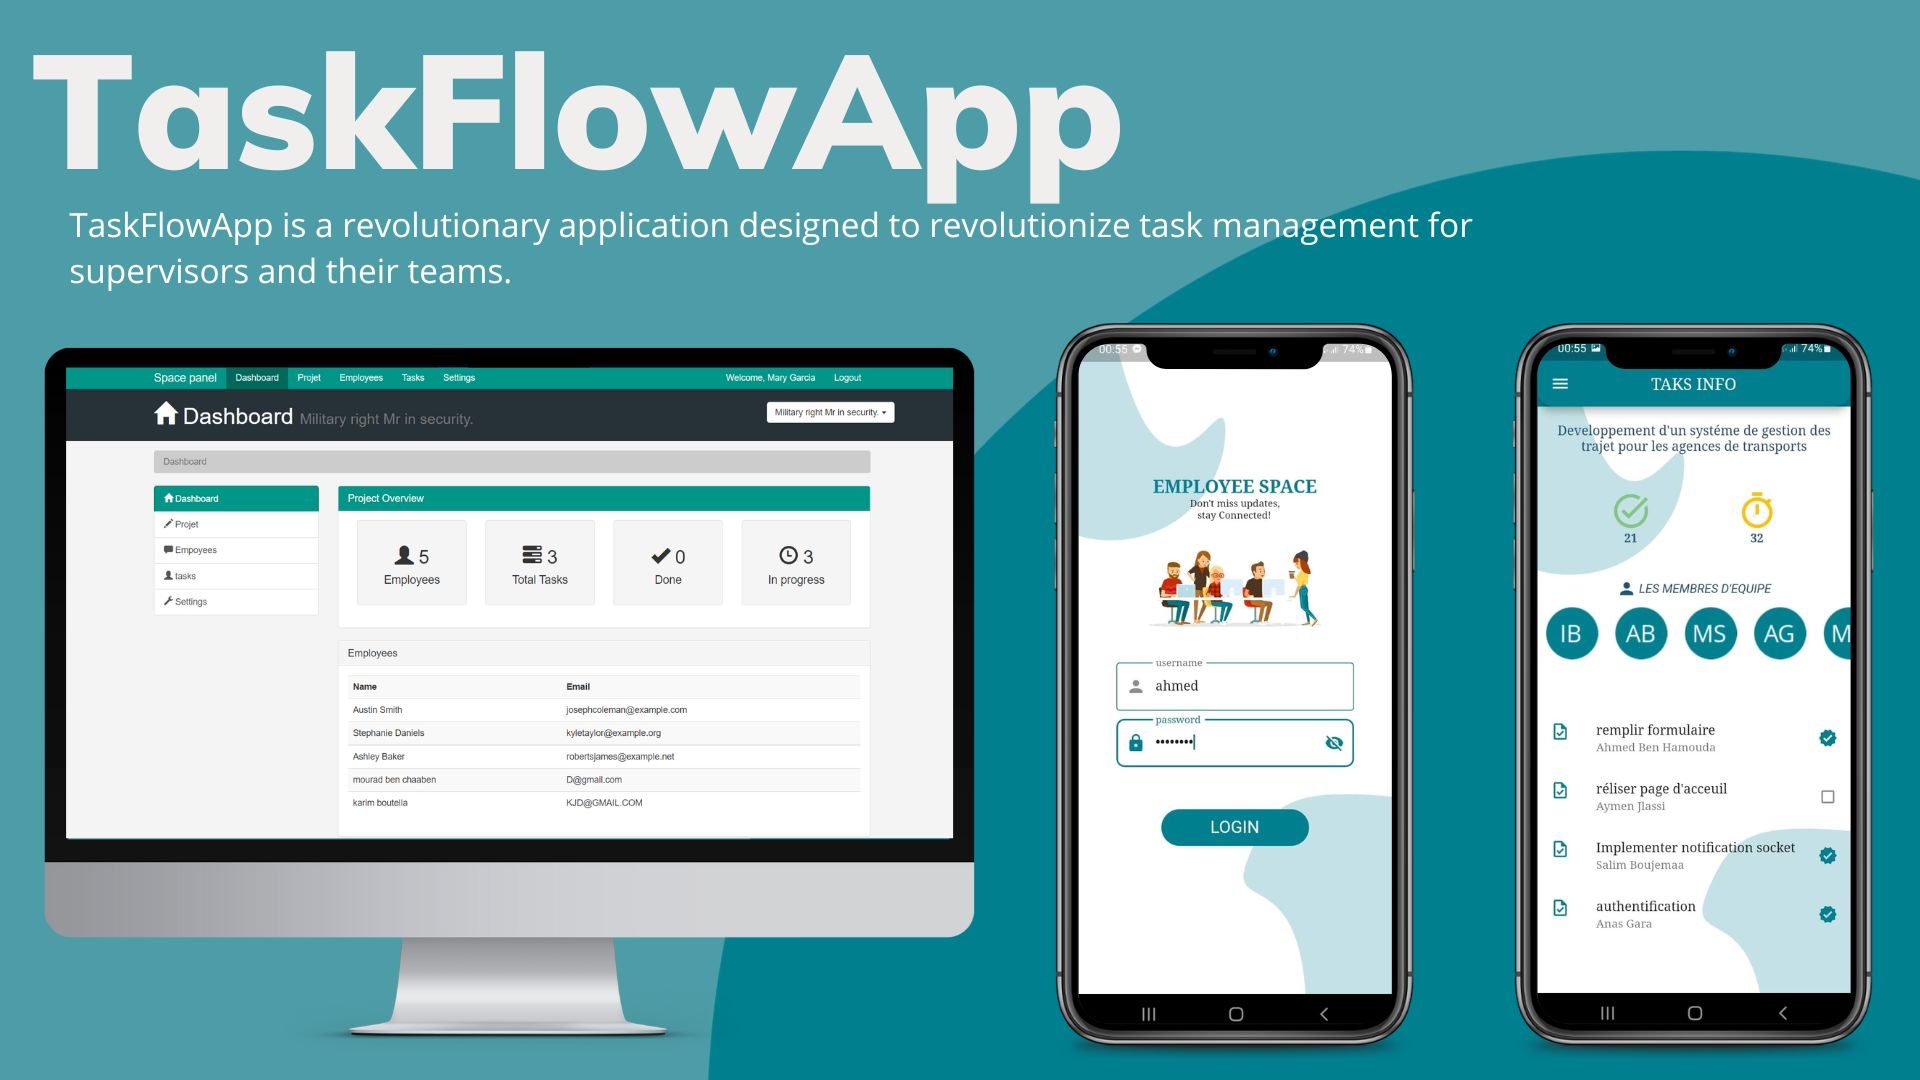 TaskFlowApp
TaskFlowApp is a revolutionary application designed to revolutionize task management for
supervisors and their teams.
Space panel Dashboard Projet Employees Tasks Settings Welcome, Mary Garcia Logout
Dashboard Military right Mr in security. Military right Mr in security.
Dashboard
Dashboard
Projet
Empoyees
tasks
Settings
Project Overview
5 3 0 3
Employees Total Tasks Done In progress
Employees
Name Email
Austin Smith josephcoleman@example.com
Stephanie Daniels kyletaylor@example.org
Ashley Baker robertsjames@example.net
mourad ben chaaben D@gmail.com
karim boutella KJD@GMAIL.COM
00:55 74%
EMPLOYEE SPACE
Don't miss updates,
stay Connected!
username
ahmed
password
••••••••
LOGIN
00:55 74%
TAKS INFO
Developpement d'un systéme de gestion des
trajet pour les agences de transports
21 32
LES MEMBRES D'EQUIPE
IB AB MS AG M
remplir formulaire
Ahmed Ben Hamouda
réliser page d'acceuil
Aymen Jlassi
Implementer notification socket
Salim Boujemaa
authentification
Anas Gara